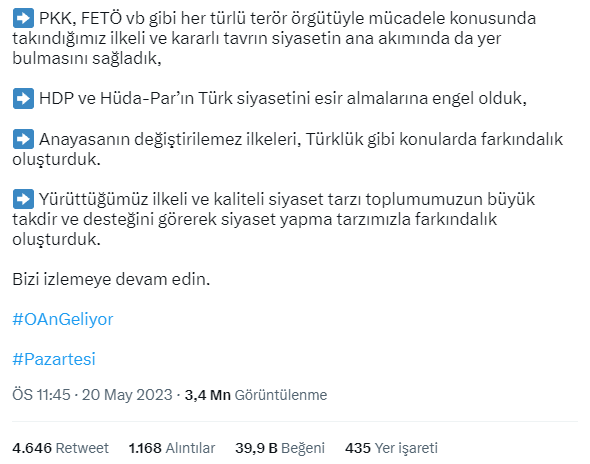 ➡ PKK, FETÖ vb gibi her türlü terör örgütüyle mücadele konusunda
takındığımız ilkeli ve kararlı tavrın siyasetin ana akımında da yer
bulmasını sağladık,
➡ HDP ve Hüda-Par’ın Türk siyasetini esir almalarına engel olduk,
➡ Anayasanın değiştirilemez ilkeleri, Türklük gibi konularda farkındalık
oluşturduk.
➡ Yürüttüğümüz ilkeli ve kaliteli siyaset tarzı toplumumuzun büyük
takdir ve desteğini görerek siyaset yapma tarzımızla farkındalık
oluşturduk.
Bizi izlemeye devam edin.
#OAnGeliyor
#Pazartesi
ÖS 11:45 · 20 May 2023 · 3,4 Mn Görüntülenme
4.646 Retweet 1.168 Alıntılar 39,9 B Beğeni 435 Yer işareti